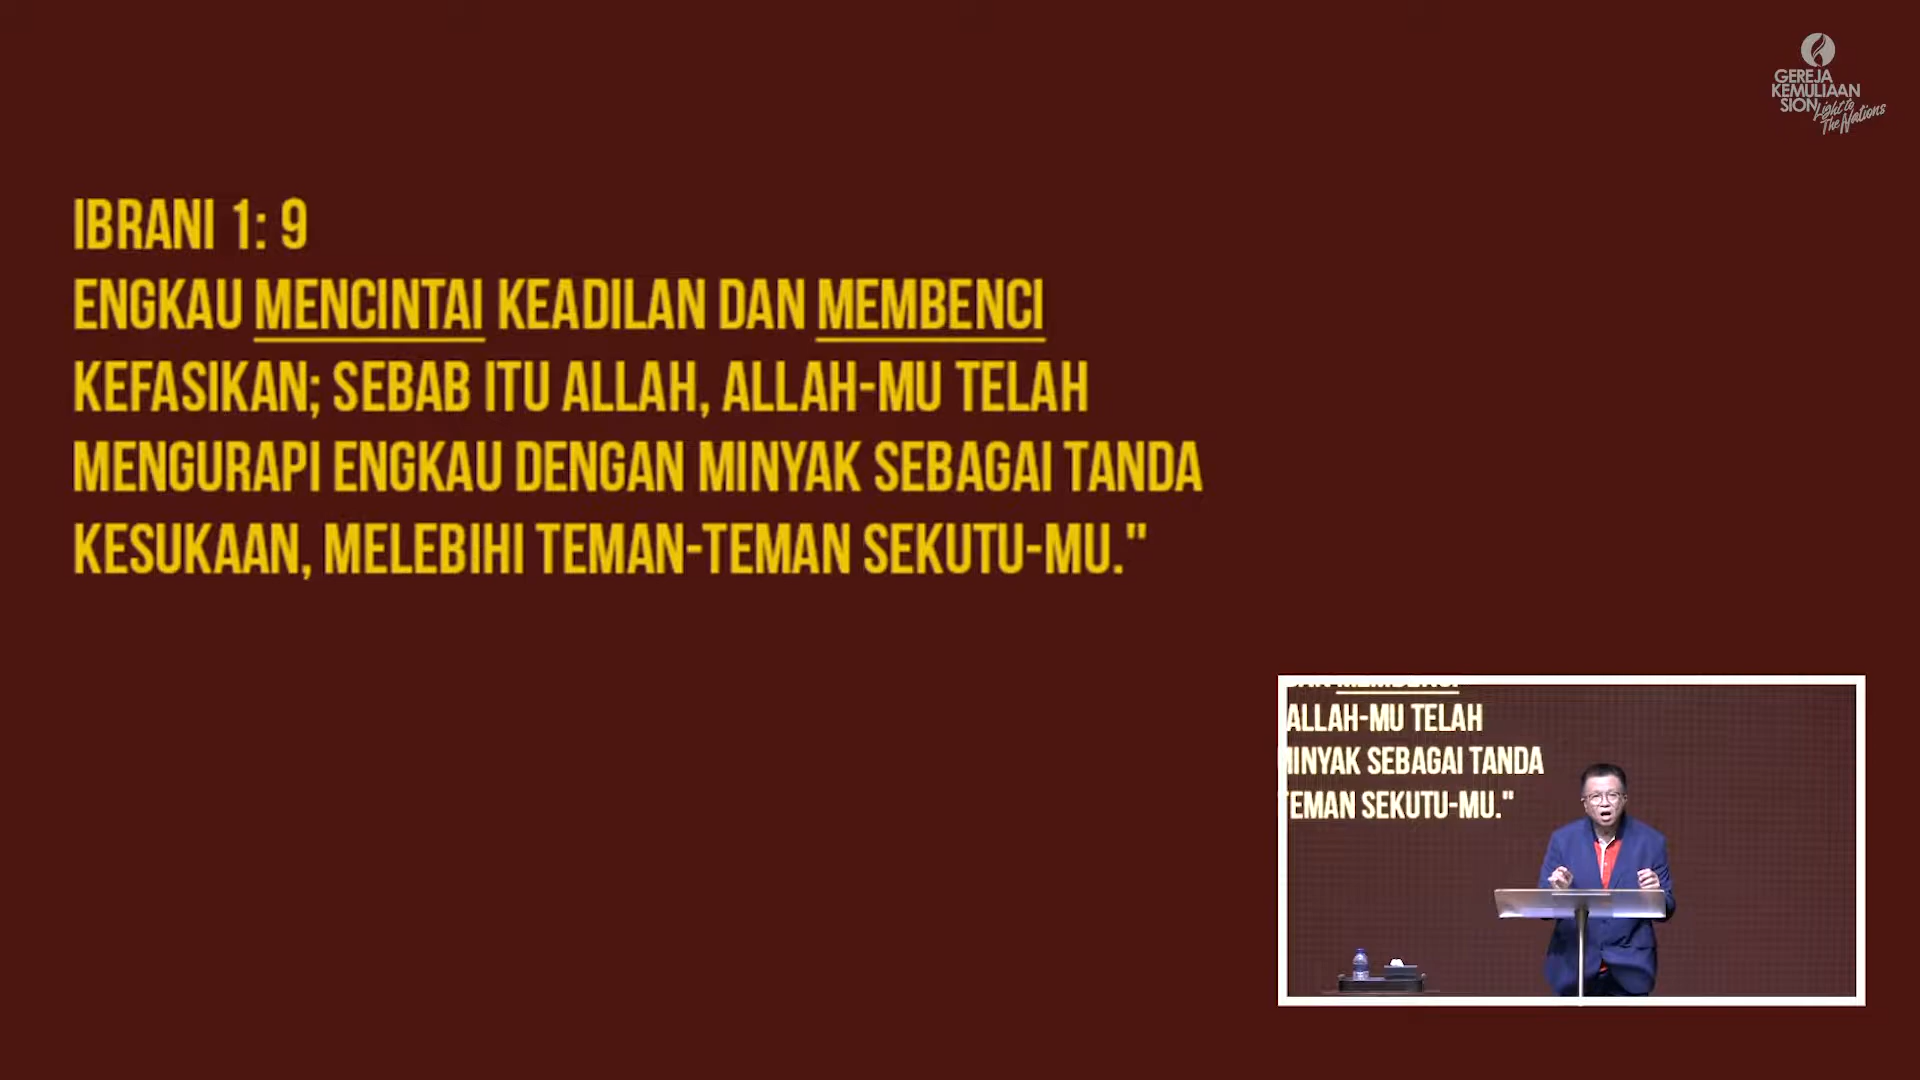 GEREJA
KEMULIAAN
SION Light to
The Nations
IBRANI 1: 9
ENGKAU MENCINTAI KEADILAN DAN MEMBENCI
KEFASIKAN; SEBAB ITU ALLAH, ALLAH-MU TELAH
MENGURAPI ENGKAU DENGAN MINYAK SEBAGAI TANDA
KESUKAAN, MELEBIHI TEMAN-TEMAN SEKUTU-MU."
ALLAH-MU TELAH
MINYAK SEBAGAI TANDA
TEMAN SEKUTU-MU."